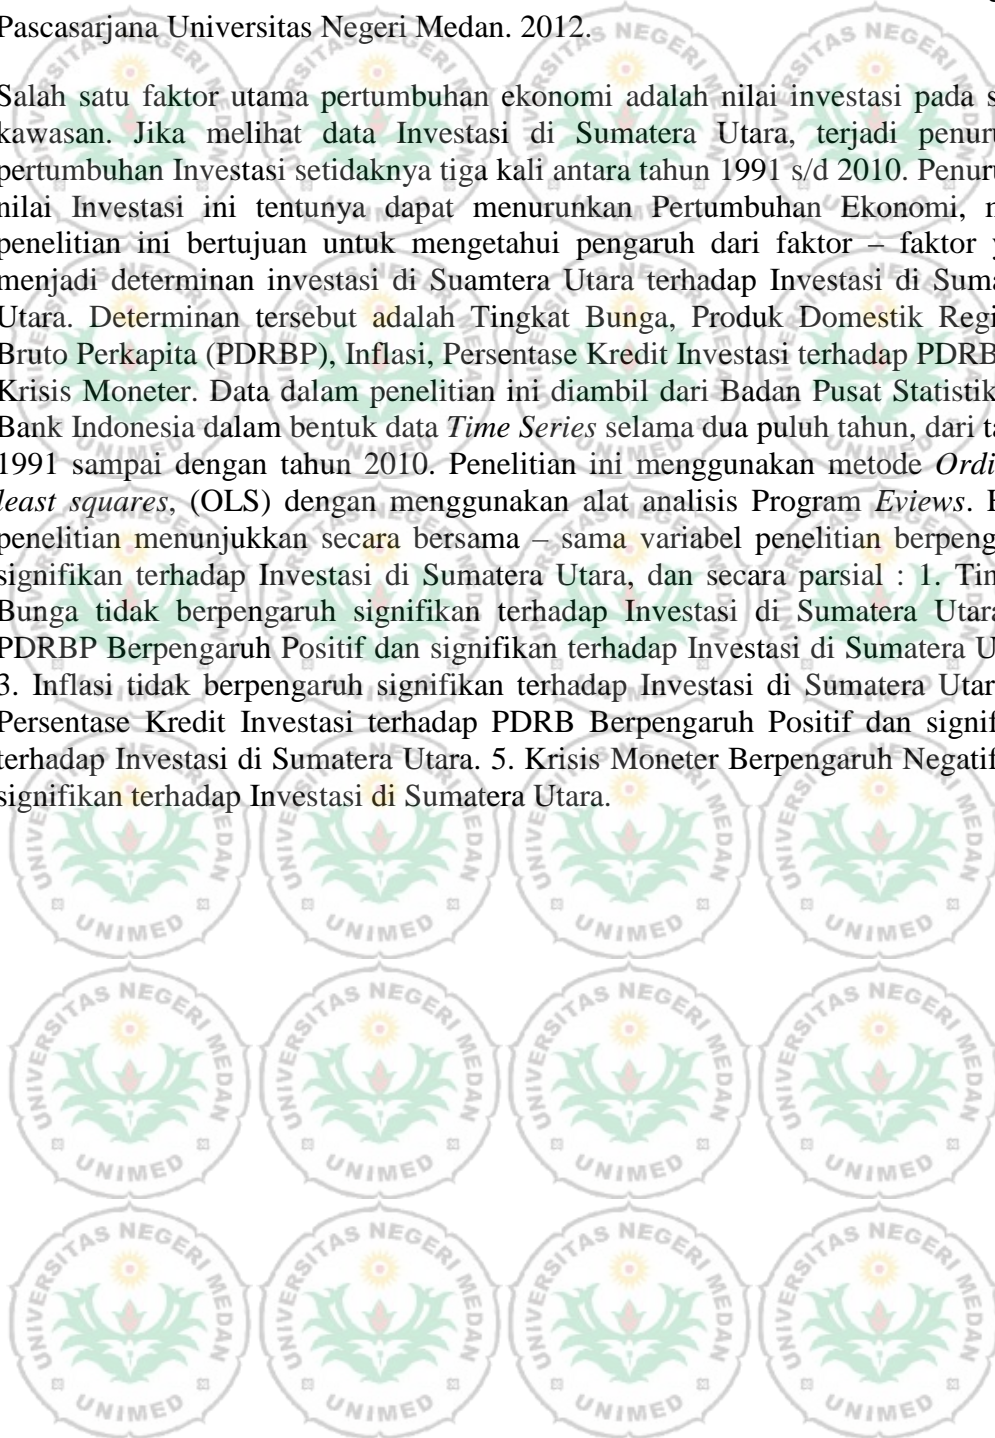 Pascasarjana Universitas Negeri Medan. 2012.
Salah satu faktor utama pertumbuhan ekonomi adalah nilai investasi pada s
kawasan. Jika melihat data Investasi di Sumatera Utara, terjadi penuru
pertumbuhan Investasi setidaknya tiga kali antara tahun 1991 s/d 2010. Penuru
nilai Investasi ini tentunya dapat menurunkan Pertumbuhan Ekonomi, m
penelitian ini bertujuan untuk mengetahui pengaruh dari faktor – faktor y
menjadi determinan investasi di Suamtera Utara terhadap Investasi di Suma
Utara. Determinan tersebut adalah Tingkat Bunga, Produk Domestik Regi
Bruto Perkapita (PDRBP), Inflasi, Persentase Kredit Investasi terhadap PDRB
Krisis Moneter. Data dalam penelitian ini diambil dari Badan Pusat Statistik
Bank Indonesia dalam bentuk data Time Series selama dua puluh tahun, dari ta
1991 sampai dengan tahun 2010. Penelitian ini menggunakan metode Ordi
least squares, (OLS) dengan menggunakan alat analisis Program Eviews. H
penelitian menunjukkan secara bersama – sama variabel penelitian berpeng
signifikan terhadap Investasi di Sumatera Utara, dan secara parsial : 1. Tin
Bunga tidak berpengaruh signifikan terhadap Investasi di Sumatera Utara
PDRBP Berpengaruh Positif dan signifikan terhadap Investasi di Sumatera U
3. Inflasi tidak berpengaruh signifikan terhadap Investasi di Sumatera Utar
Persentase Kredit Investasi terhadap PDRB Berpengaruh Positif dan signif
terhadap Investasi di Sumatera Utara. 5. Krisis Moneter Berpengaruh Negatif
signifikan terhadap Investasi di Sumatera Utara.